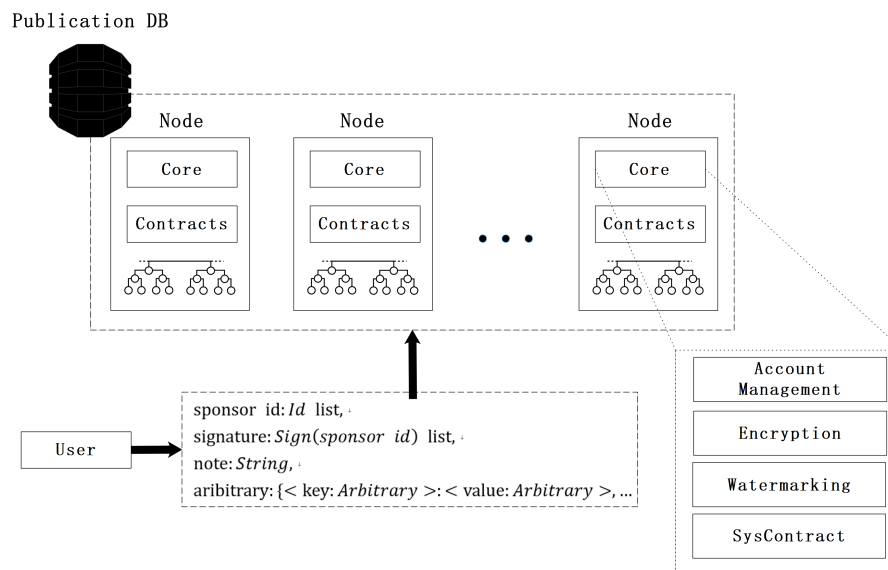 Publication DB
Node
Node
Node
Core
Core
Core
Contracts
Contracts
Contracts
sponsor id: Id list,
signature: Sign(sponsor id) list,
note: String,
aribitrary: {< key: Arbitrary >: < value: Arbitrary >, ...
User
Account
Management
Encryption
Watermarking
SysContract